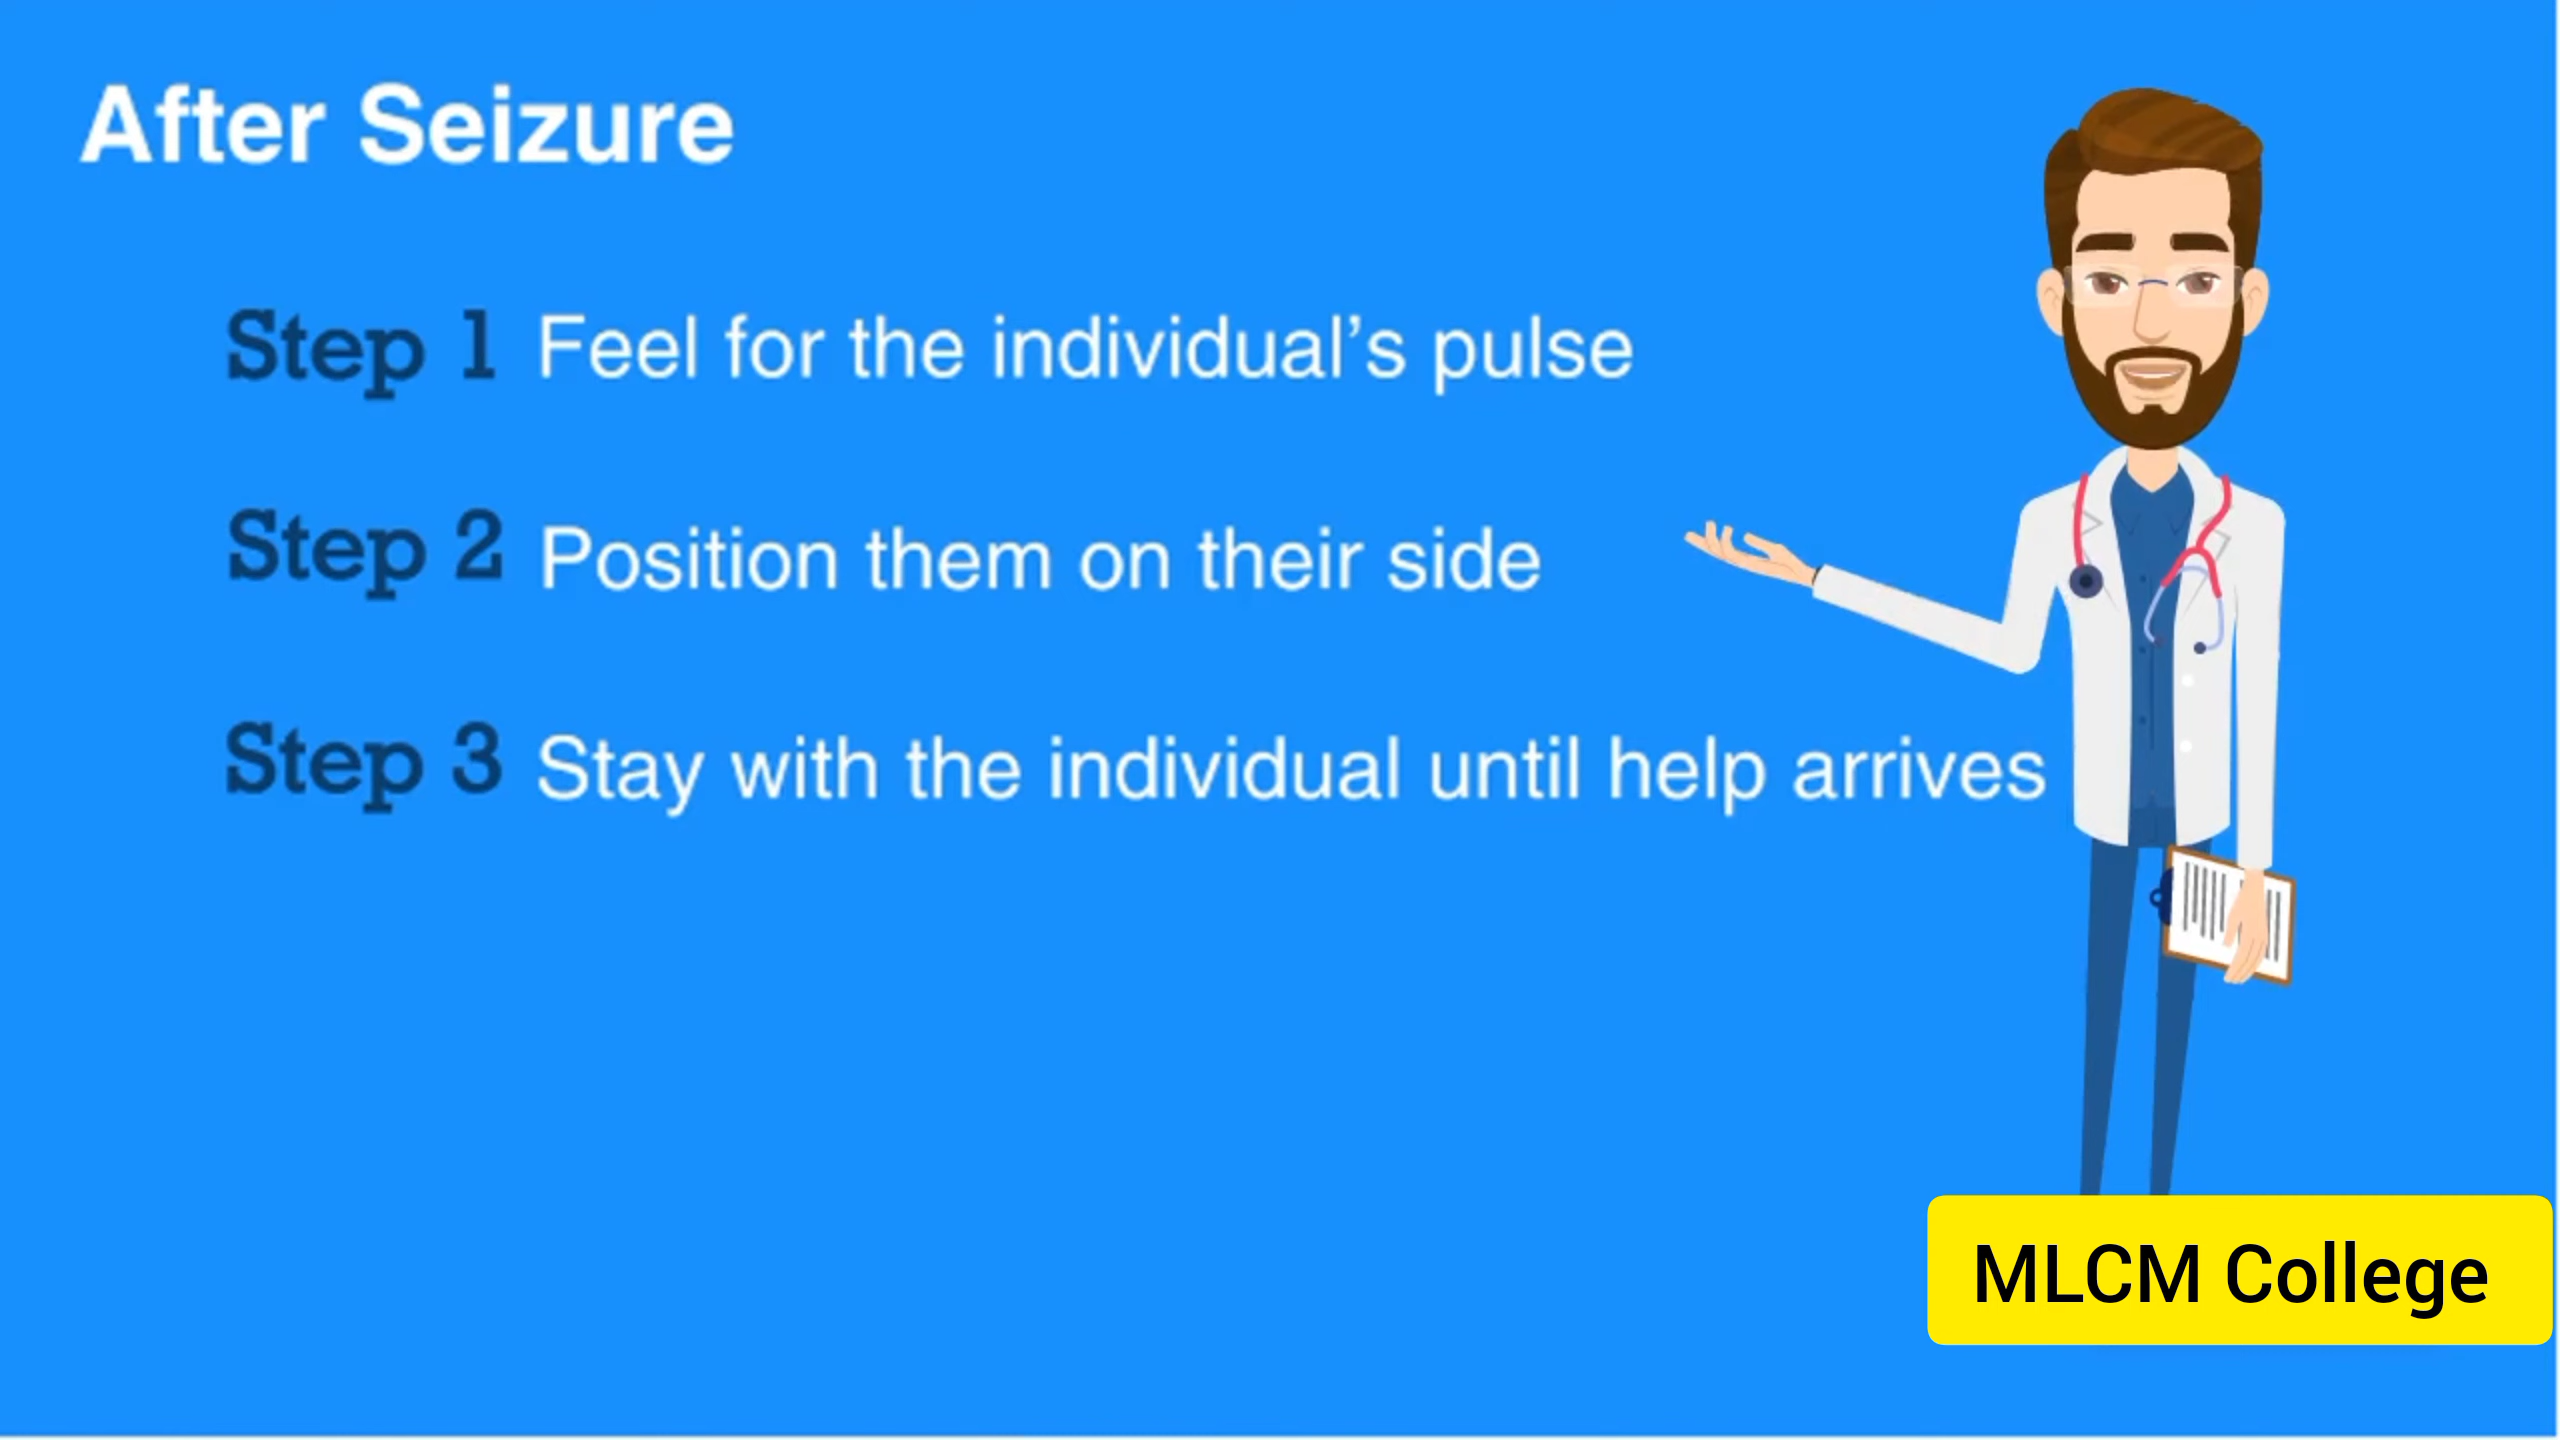 After Seizure
Step 1 Feel for the individual’s pulse
Step 2 Position them on their side
Step 3 Stay with the individual until help arrives
MLCM College